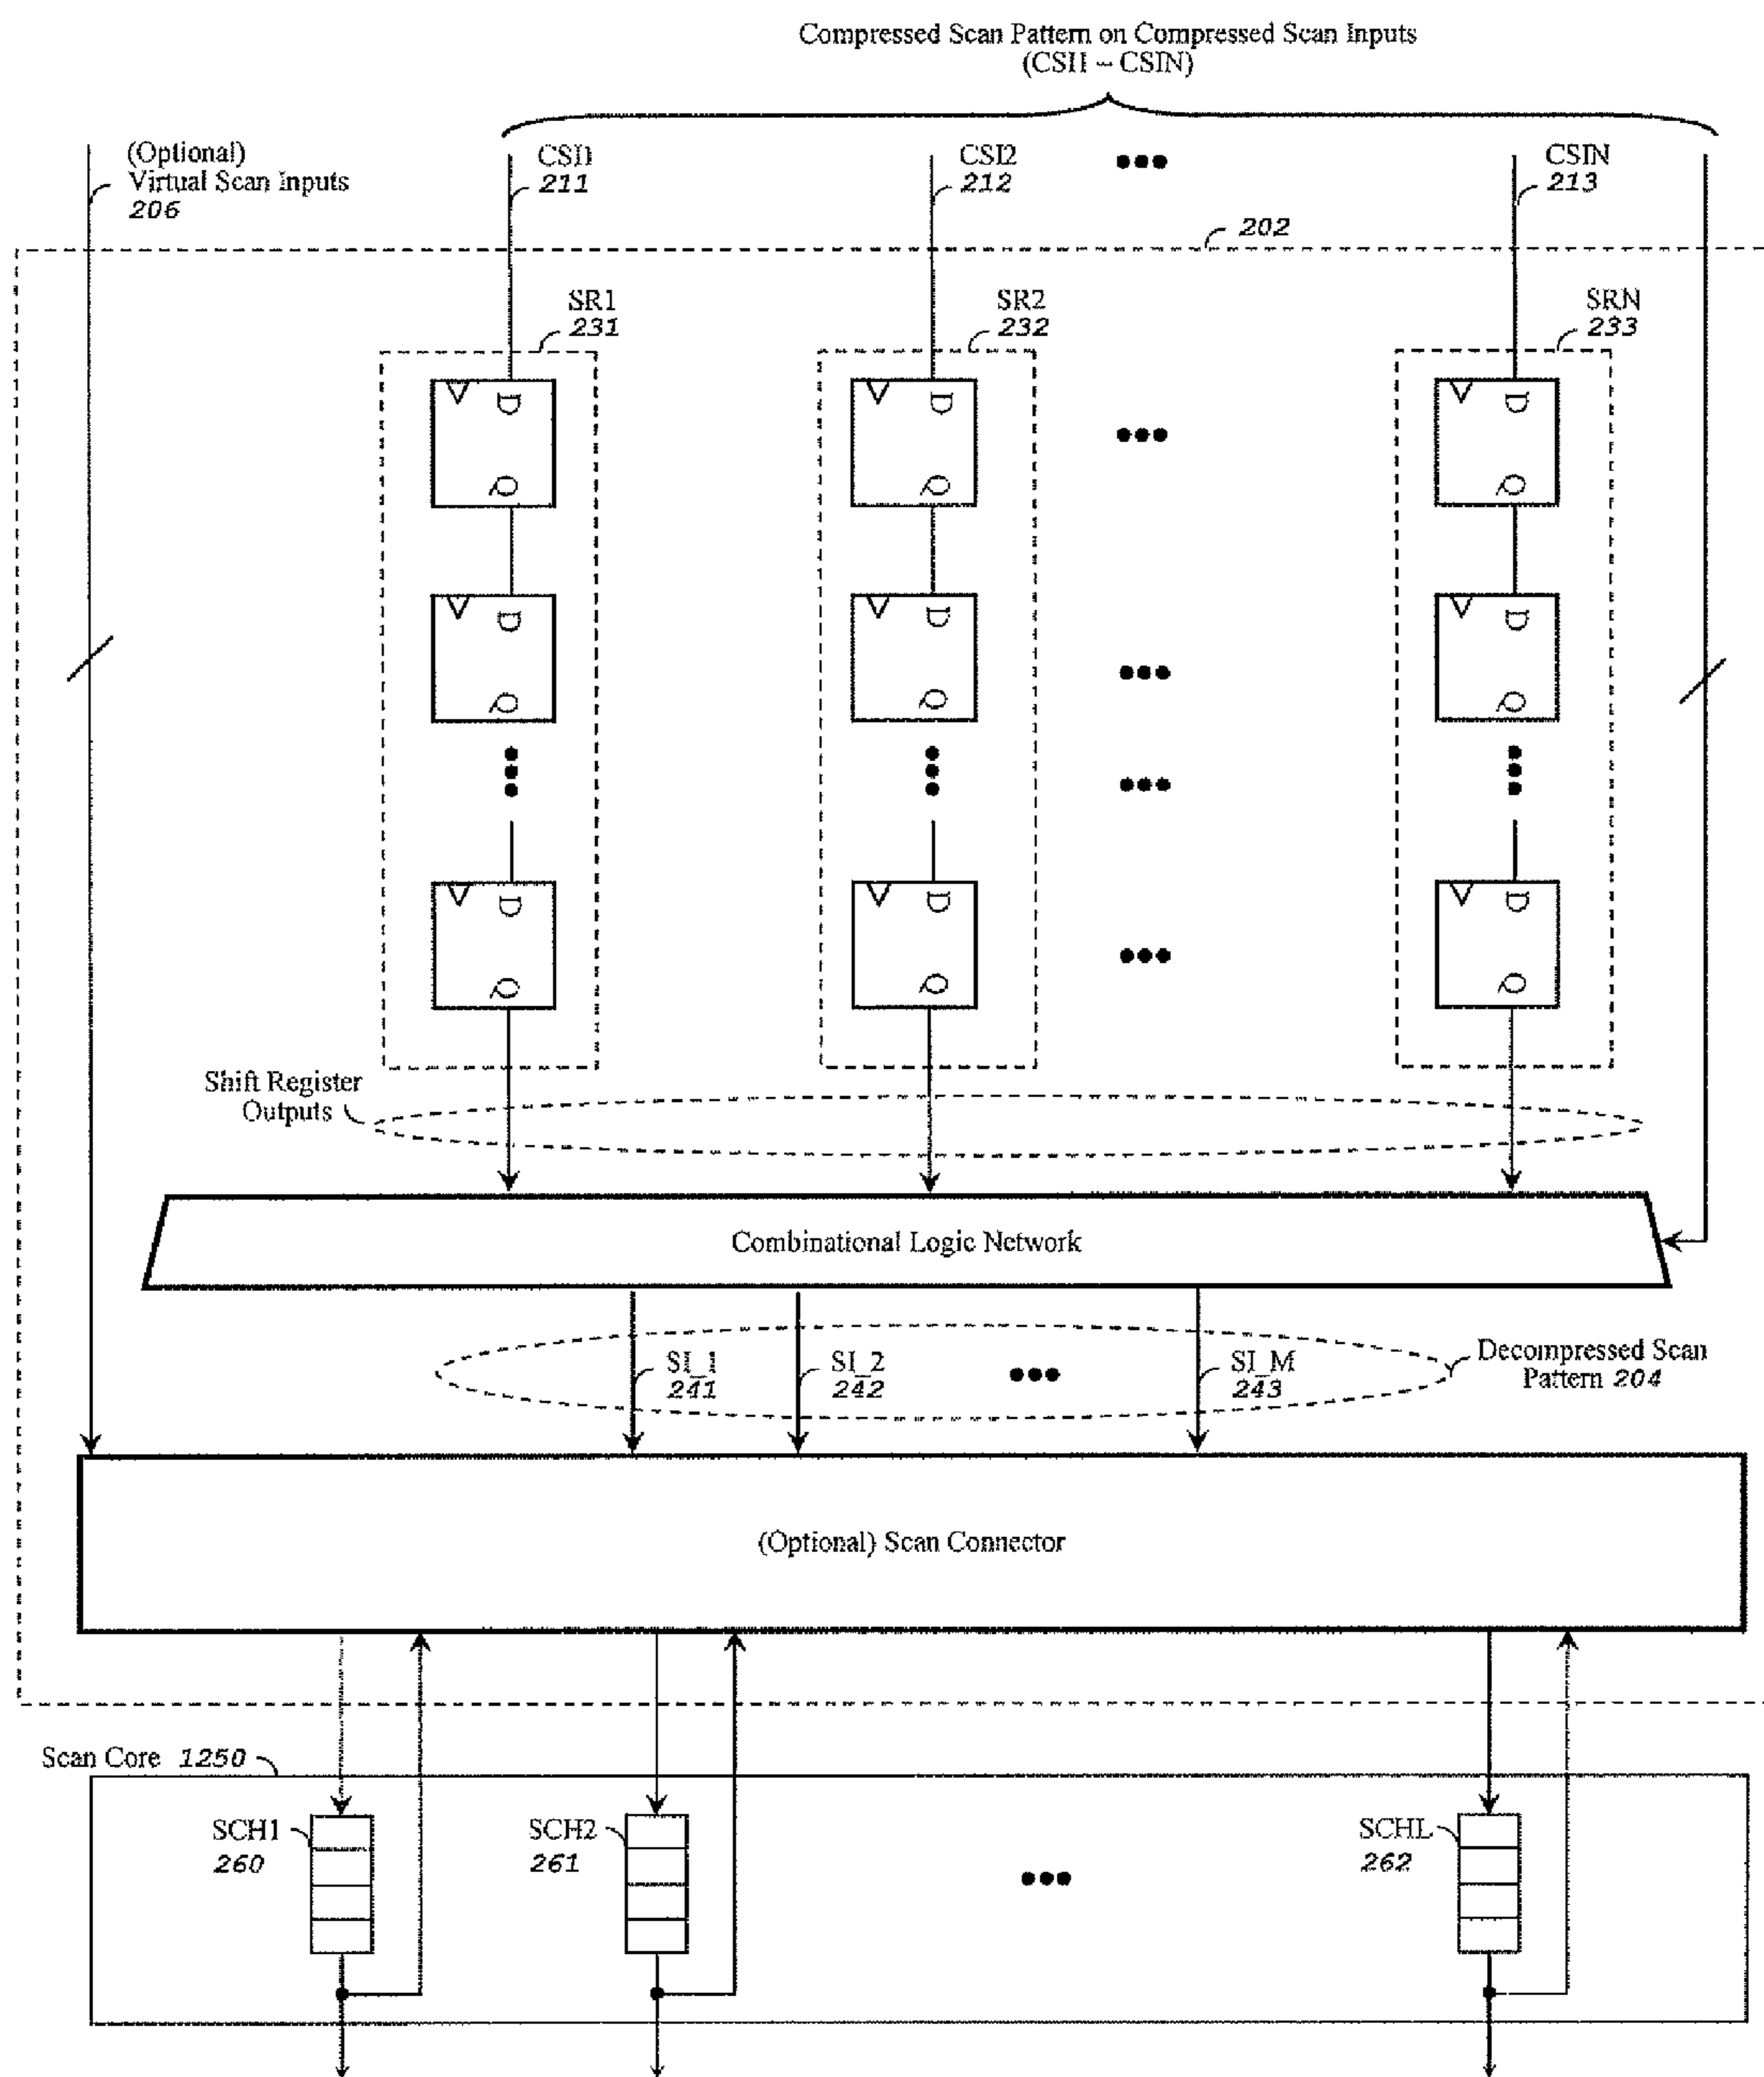 Compressed Scan Pattern on Compressed Scan Inputs
(CSI1 – CSIN)
(Optional)
Virtual Scan Inputs
206
CSI1
211
CSI2
212
CSIN
213
202
SR1
231
SR2
232
SRN
233
D
D
D
Q
Q
Q
D
D
D
Q
Q
Q
D
D
D
Q
Q
Q
Shift Register
Outputs
Combinational Logic Network
SI_1
241
SI_2
242
SI_M
243
Decompressed Scan
Pattern 204
(Optional) Scan Connector
Scan Core 1250
SCH1
260
SCH2
261
SCHL
262